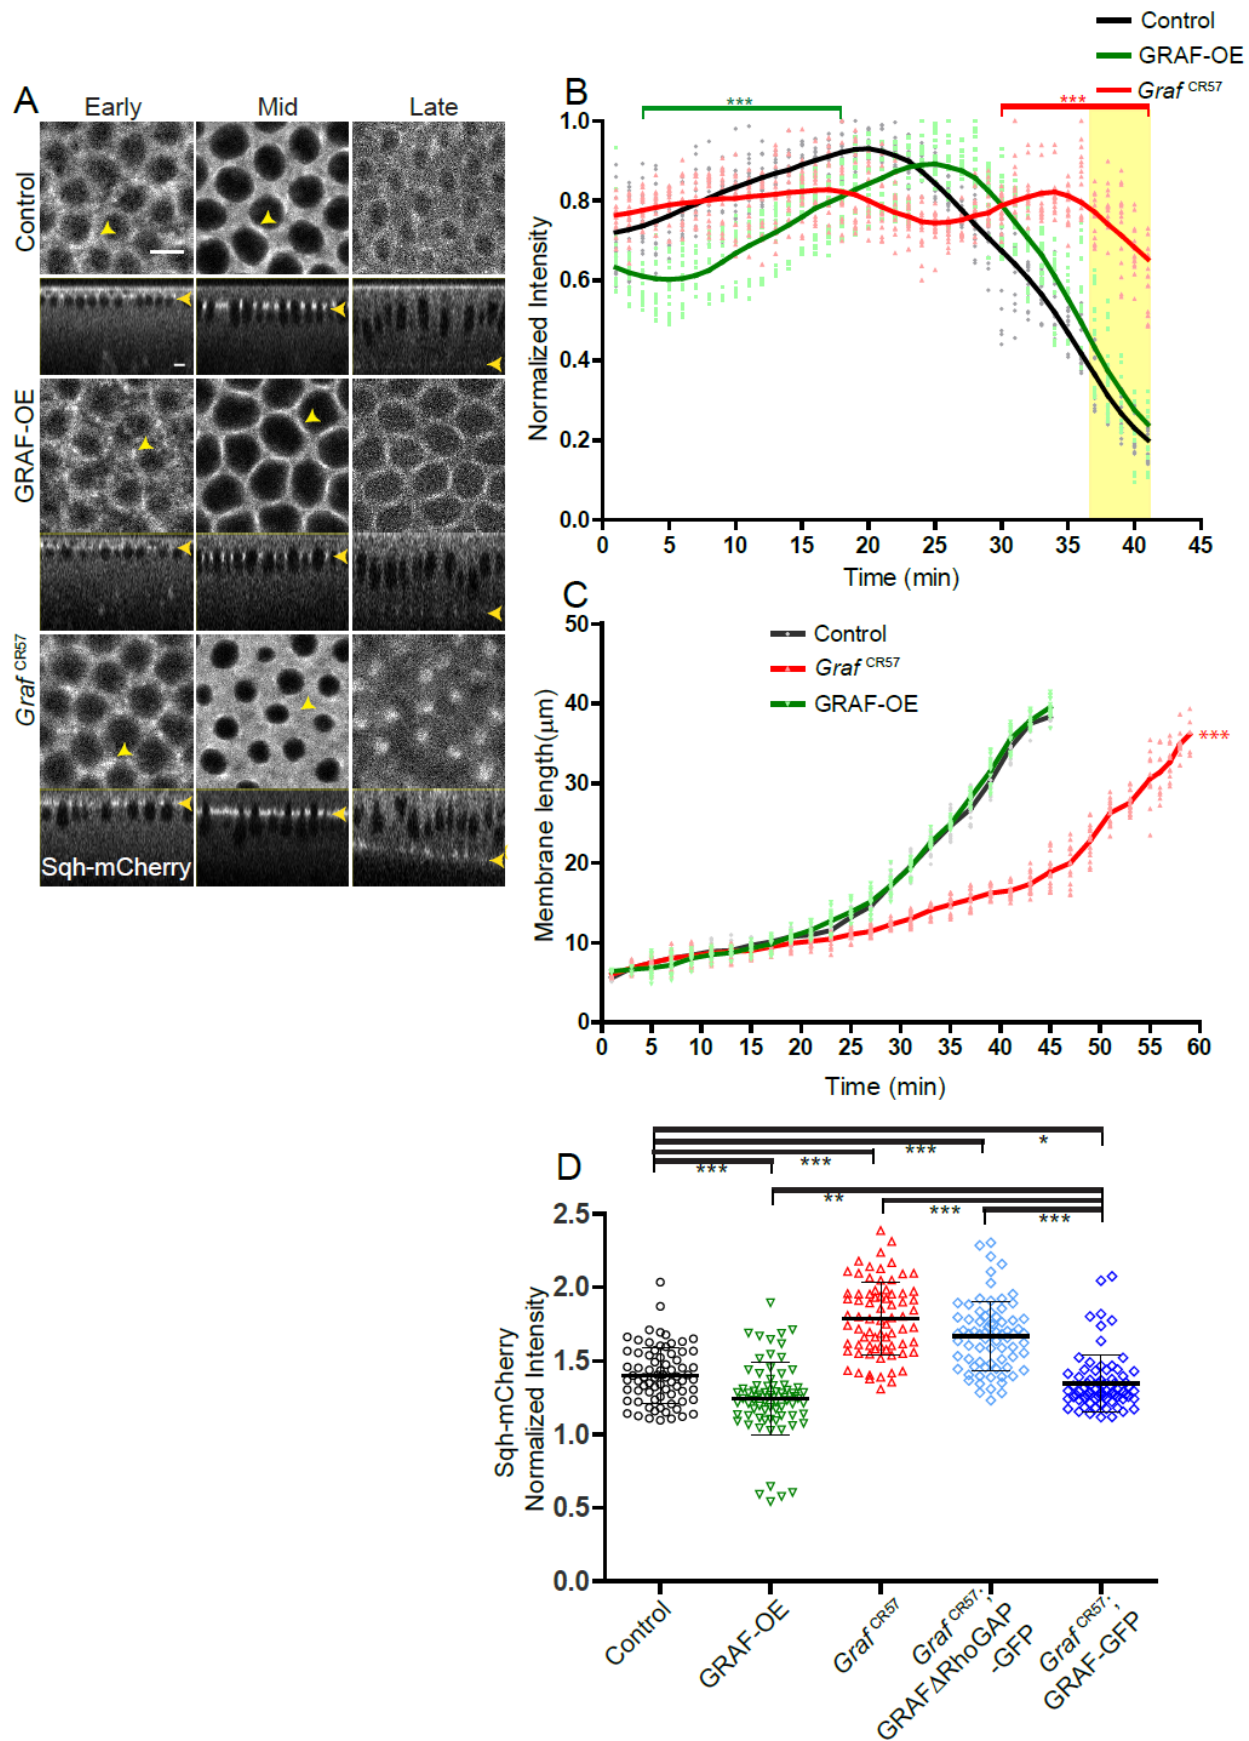 Control
GRAF-OE
Graf CR57
A
Early
Mid
Late
Control
GRAF-OE
Graf CR57
Sqh-mCherry
B
***
***
Normalized Intensity
1.0
0.8
0.6
0.4
0.2
0.0
0 5 10 15 20 25 30 35 40 45
Time (min)
C
Control
Graf CR57
GRAF-OE
***
Membrane length(μm)
50
40
30
20
10
0
0 5 10 15 20 25 30 35 40 45 50 55 60
Time (min)
D
*
***
***
***
**
***
***
Sqh-mCherry
Normalized Intensity
2.5
2.0
1.5
1.0
0.5
0.0
Control
GRAF-OE
Graf CR57
Graf CR57;,
GRAFΔRhoGAP
-GFP
Graf CR57;,
GRAF-GFP